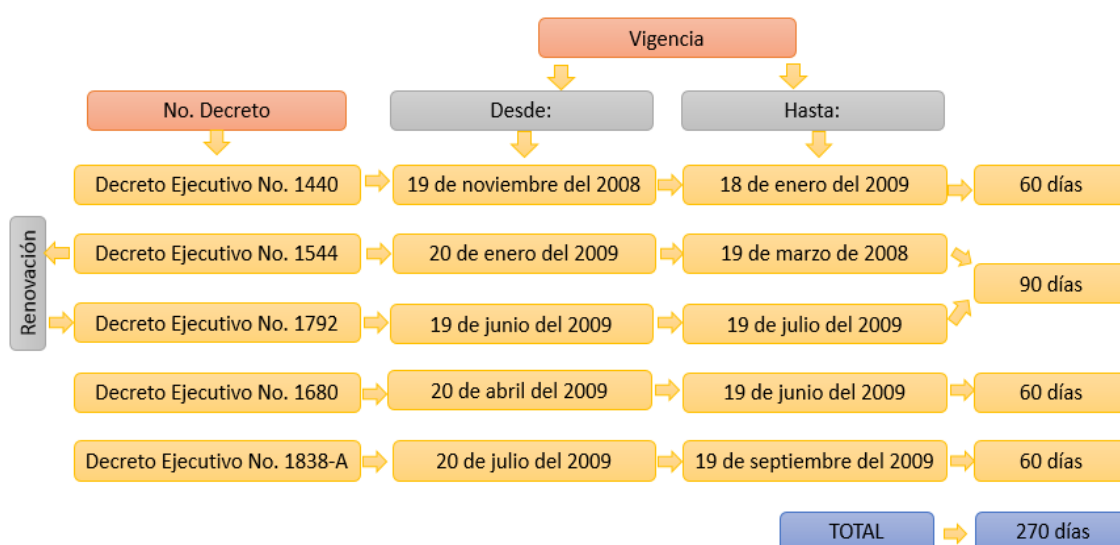 Vigencia
No. Decreto
Desde:
Hasta:
Decreto Ejecutivo No. 1440
19 de noviembre del 2008
18 de enero del 2009
60 días
Renovación
Decreto Ejecutivo No. 1544
20 de enero del 2009
19 de marzo de 2008
90 días
Decreto Ejecutivo No. 1792
19 de junio del 2009
19 de julio del 2009
Decreto Ejecutivo No. 1680
20 de abril del 2009
19 de junio del 2009
60 días
Decreto Ejecutivo No. 1838-A
20 de julio del 2009
19 de septiembre del 2009
60 días
TOTAL
270 días